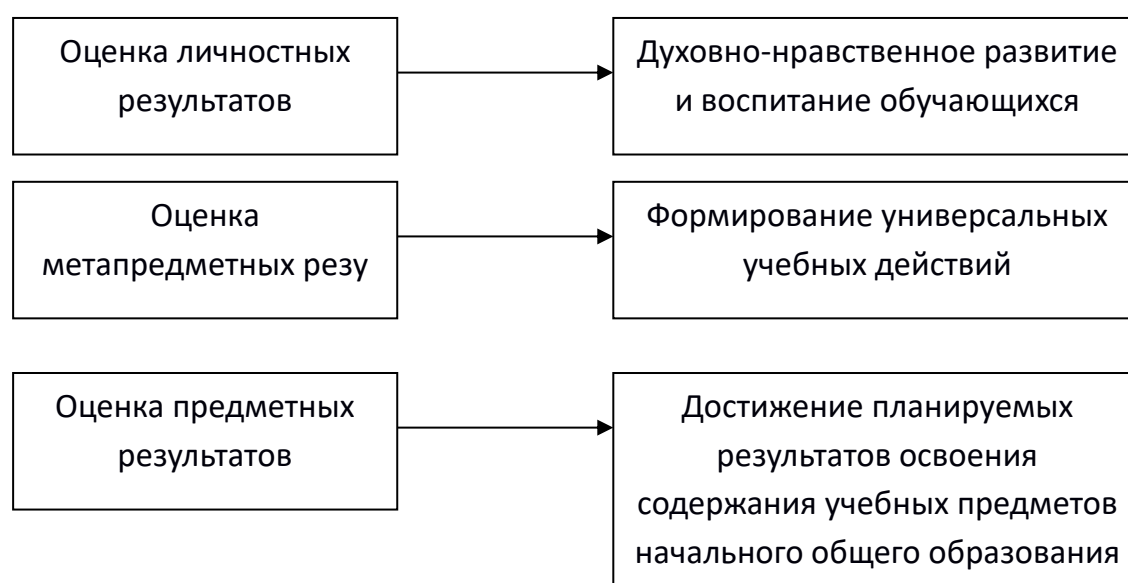 Оценка личностных
результатов
Духовно-нравственное развитие
и воспитание обучающихся
Оценка
метапредметных резу
Формирование универсальных
учебных действий
Оценка предметных
результатов
Достижение планируемых
результатов освоения
содержания учебных предметов
начального общего образования